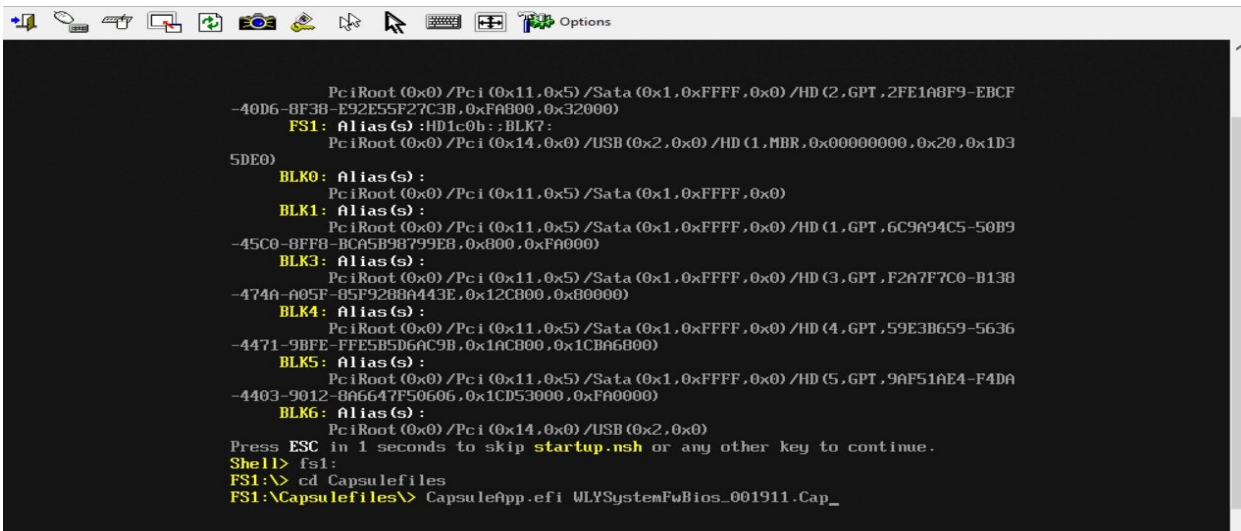 Options
PciRoot(0x0)/Pci(0x11,0x5)/Sata(0x1,0xFFFF,0x0)/HD(2,GPT,2FE1A8F9-EBCF
-40D6-8F38-E92E55F27C3B,0xFA800,0x32000)
FS1: Alias(s):HD1c0b::BLK7:
PciRoot(0x0)/Pci(0x14,0x0)/USB(0x2,0x0)/HD(1,MBR,0x00000000,0x20,0x1D3
5DE0)
BLK0: Alias(s):
PciRoot(0x0)/Pci(0x11,0x5)/Sata(0x1,0xFFFF,0x0)
BLK1: Alias(s):
PciRoot(0x0)/Pci(0x11,0x5)/Sata(0x1,0xFFFF,0x0)/HD(1,GPT,6C9A94C5-50B9
-45C0-8FF8-BCA5B98799E8,0x800,0xFA000)
BLK3: Alias(s):
PciRoot(0x0)/Pci(0x11,0x5)/Sata(0x1,0xFFFF,0x0)/HD(3,GPT,F2A7F7C0-B138
-474A-A05F-85F9288A443E,0x12C800,0x80000)
BLK4: Alias(s):
PciRoot(0x0)/Pci(0x11,0x5)/Sata(0x1,0xFFFF,0x0)/HD(4,GPT,59E3B659-5636
-4471-9BFE-FFE5B5D6AC9B,0x1AC800,0x1CBA6800)
BLK5: Alias(s):
PciRoot(0x0)/Pci(0x11,0x5)/Sata(0x1,0xFFFF,0x0)/HD(5,GPT,9AF51AE4-F4DA
-4403-9012-8A6647F50606,0x1CD53000,0xFA0000)
BLK6: Alias(s):
PciRoot(0x0)/Pci(0x14,0x0)/USB(0x2,0x0)
Press ESC in 1 seconds to skip startup.nsh or any other key to continue.
Shell> fs1:
FS1:\> cd Capsulefiles
FS1:\Capsulefiles\> CapsuleApp.efi WLYSystemFwBios_001911.Cap_